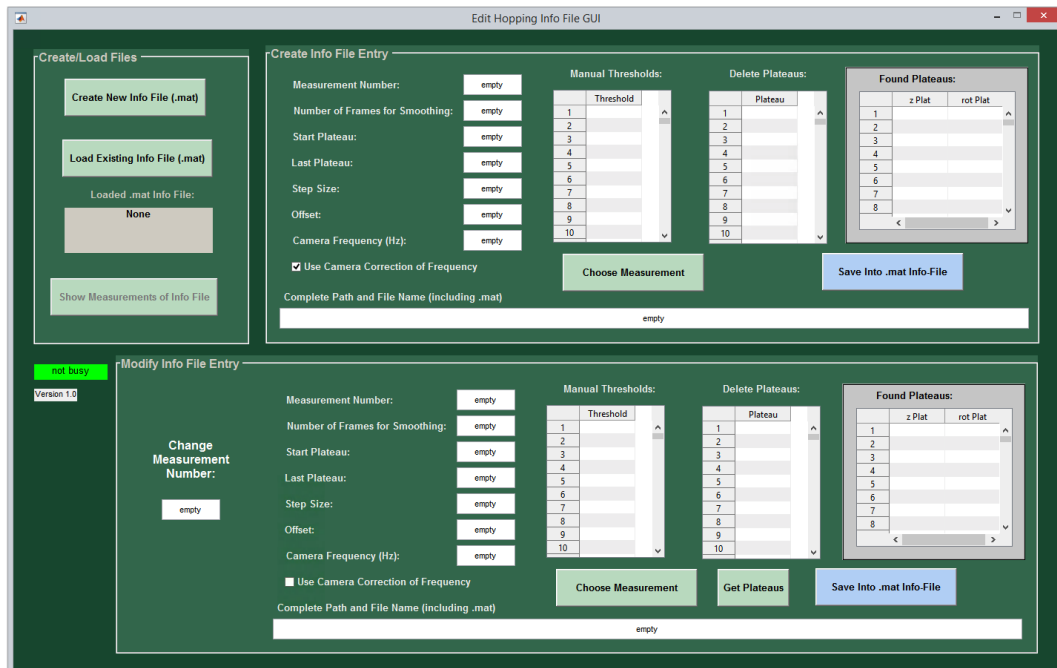 Edit Hopping Info File GUI
Create/Load Files
Create New Info File (.mat)
Load Existing Info File (.mat)
Loaded .mat Info File:
None
Show Measurements of Info File
Create Info File Entry
Measurement Number:
empty
Number of Frames for Smoothing:
empty
Start Plateau:
empty
Last Plateau:
empty
Step Size:
empty
Offset:
empty
Camera Frequency (Hz):
empty
Use Camera Correction of Frequency
Manual Thresholds:
Threshold
1
2
3
4
5
6
7
8
9
10
Delete Plateaus:
Plateau
1
2
3
4
5
6
7
8
9
10
Found Plateaus:
z Plat rot Plat
1
2
3
4
5
6
7
8
Choose Measurement
Save Into .mat Info-File
Complete Path and File Name (including .mat)
empty
not busy
Version 1.0
Modify Info File Entry
Change
Measurement
Number:
empty
Measurement Number:
empty
Number of Frames for Smoothing:
empty
Start Plateau:
empty
Last Plateau:
empty
Step Size:
empty
Offset:
empty
Camera Frequency (Hz):
empty
Use Camera Correction of Frequency
Manual Thresholds:
Threshold
1
2
3
4
5
6
7
8
9
10
Delete Plateaus:
Plateau
1
2
3
4
5
6
7
8
9
10
Found Plateaus:
z Plat rot Plat
1
2
3
4
5
6
7
8
Choose Measurement
Get Plateaus
Save Into .mat Info-File
Complete Path and File Name (including .mat)
empty